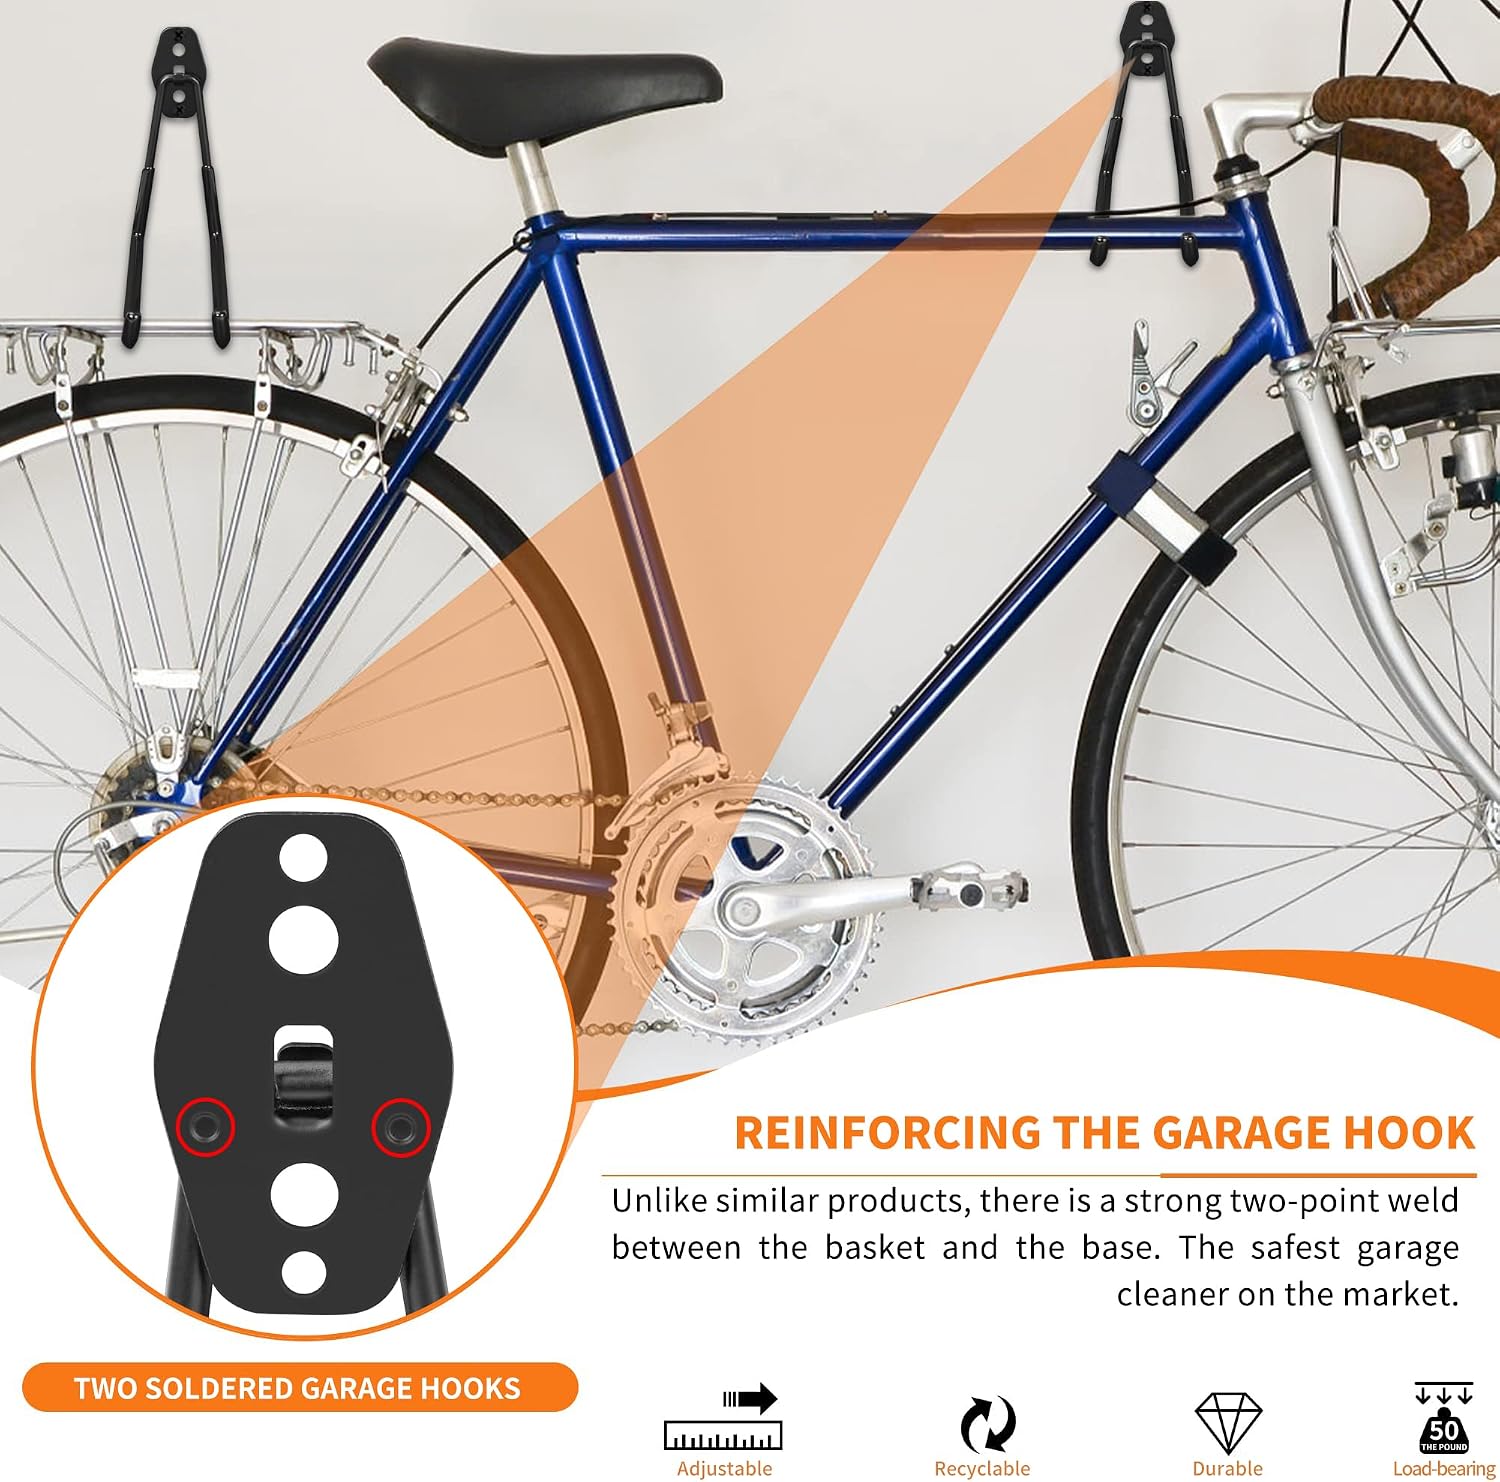 REINFORCING THE GARAGE HOOK
Unlike similar products, there is a strong two-point weld
between the basket and the base. The safest garage
cleaner on the market.
TWO SOLDERED GARAGE HOOKS
Adjustable
Recyclable
Durable
50
THE POUND
Load-bearing